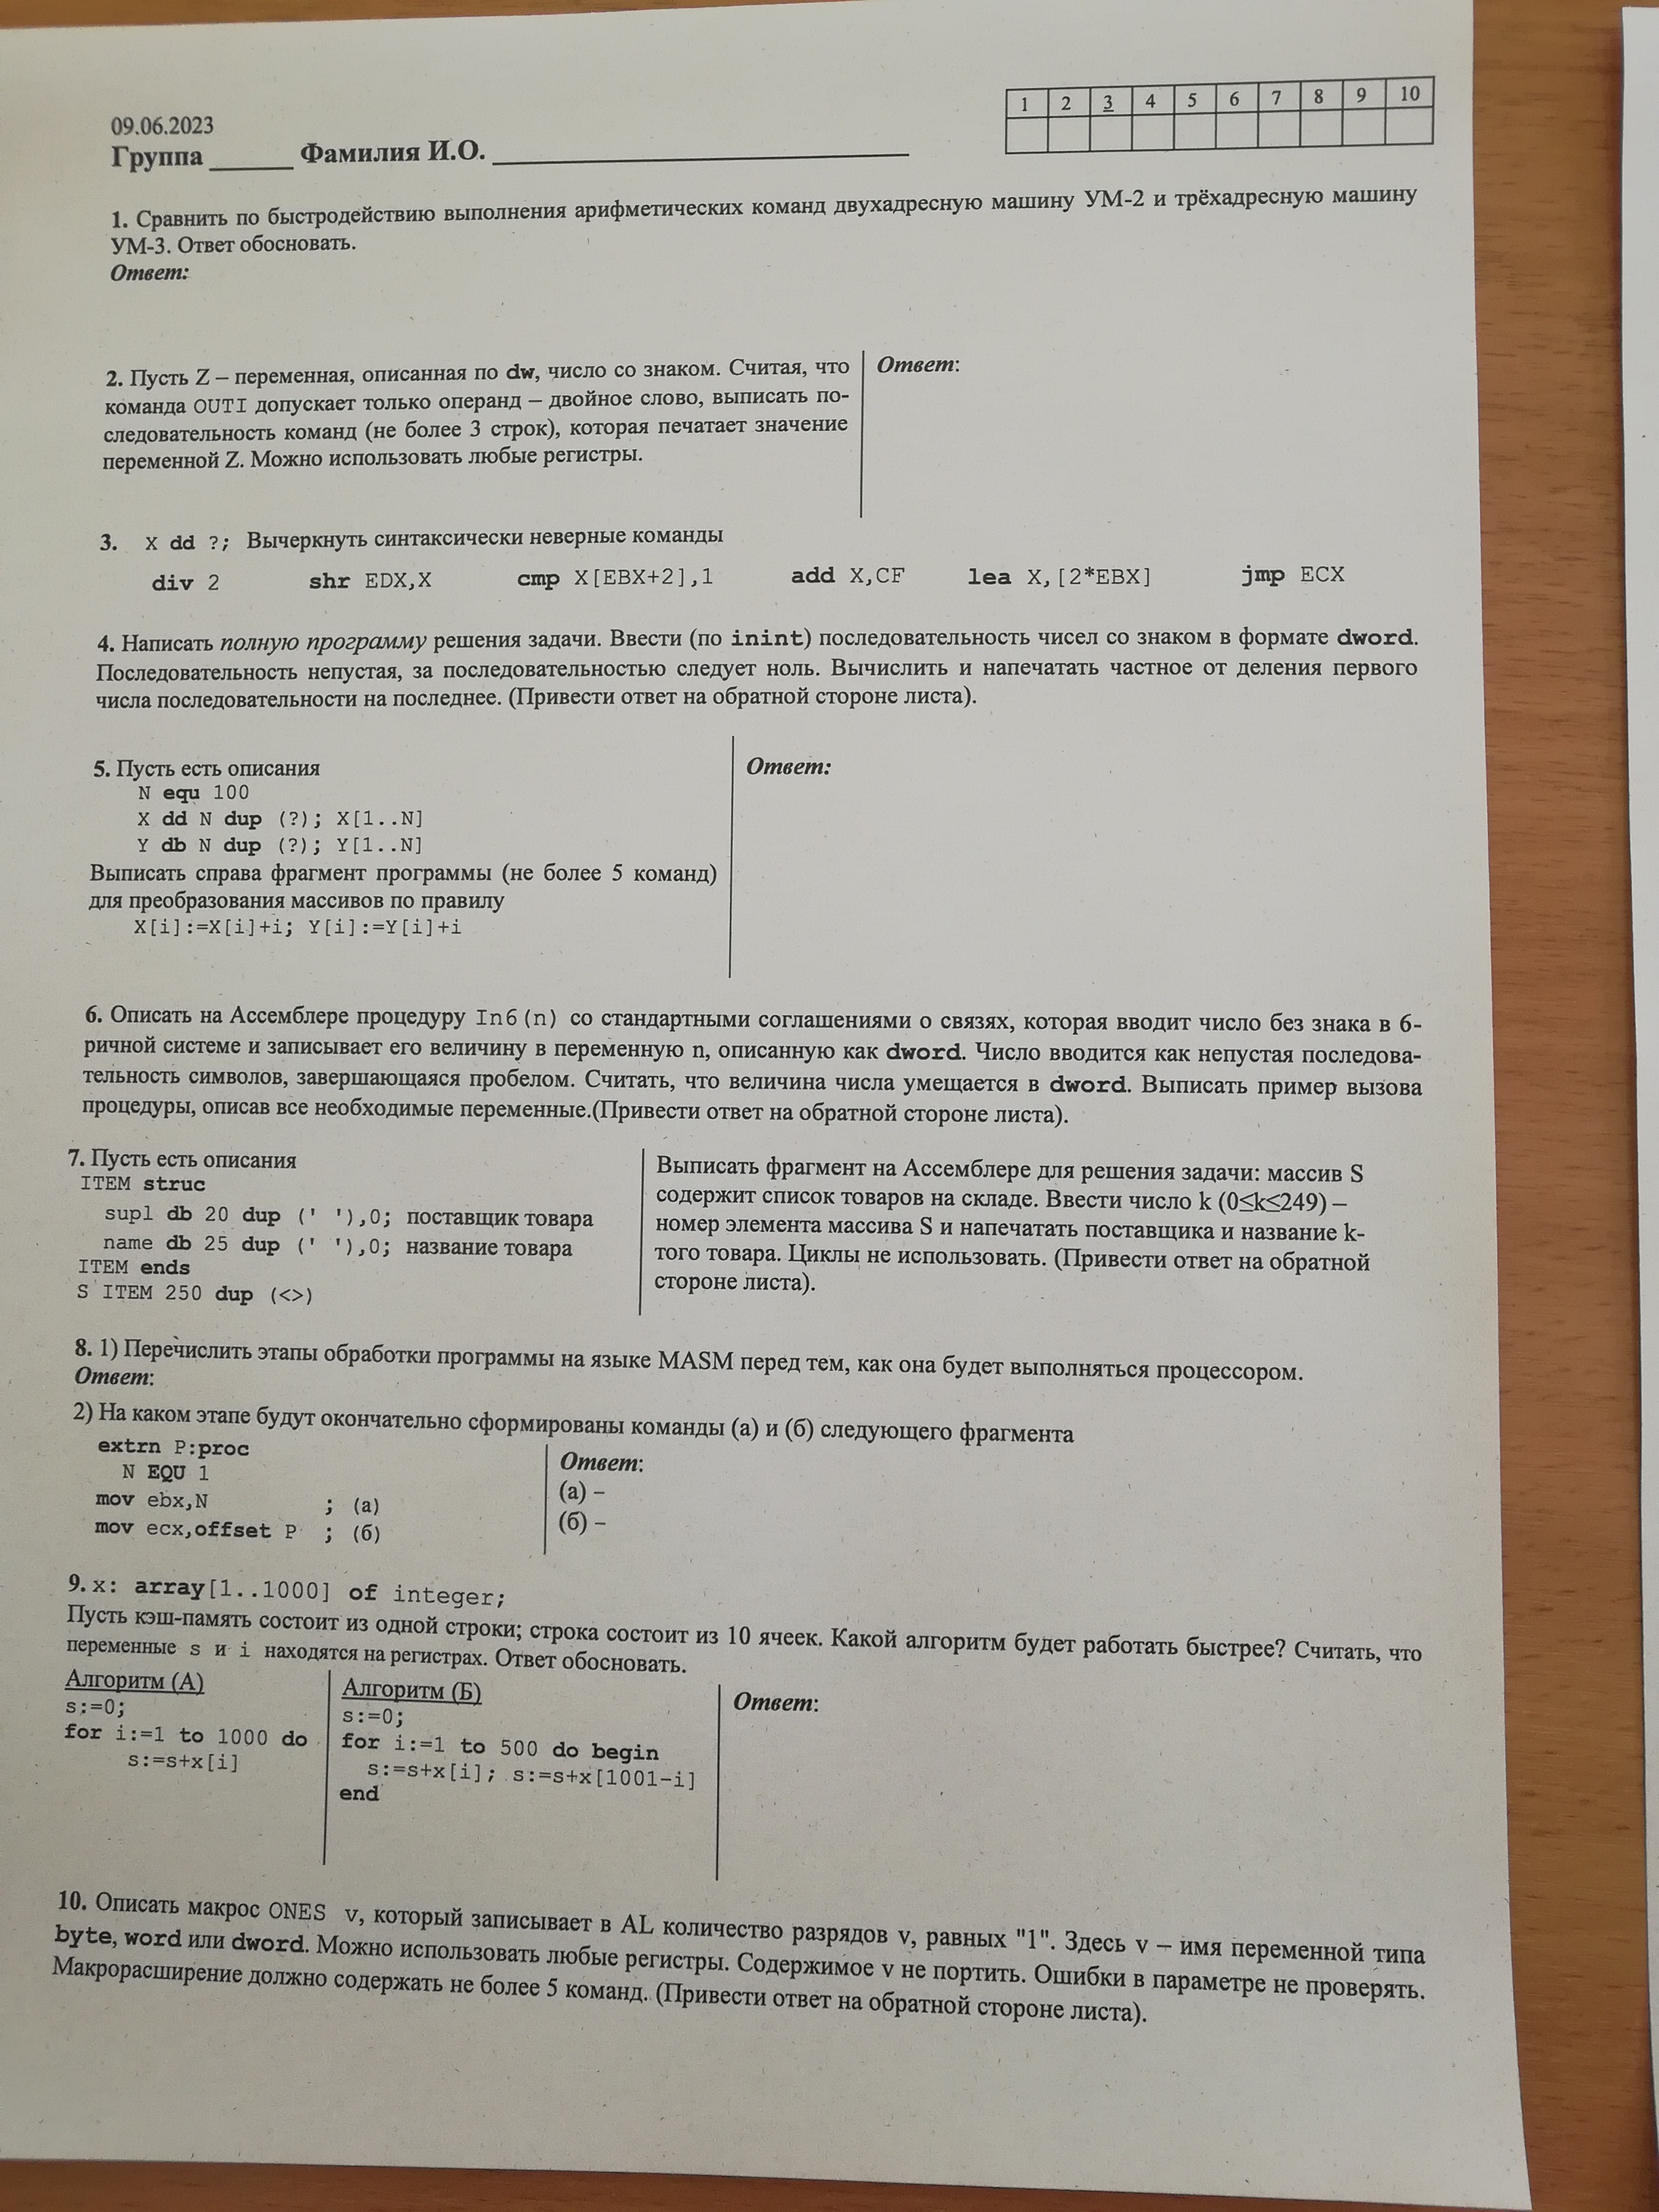 1 2 3 4 5 6 7 8 9 10
09.06.2023
Группа ______ Фамилия И.О. ______________________________
1. Сравнить по быстродействию выполнения арифметических команд двухадресную машину УМ-2 и трёхадресную машину
УМ-3. Ответ обосновать.
Ответ:
2. Пусть Z – переменная, описанная по dw, число со знаком. Считая, что
команда OUTI допускает только операнд – двойное слово, выписать по-
следовательность команд (не более 3 строк), которая печатает значение
переменной Z. Можно использовать любые регистры.
Ответ:
3. X dd ?; Вычеркнуть синтаксически неверные команды
div 2 shr EDX,X cmp X[EBX+2],1 add X,CF lea X,[2*EBX] jmp ECX
4. Написать полную программу решения задачи. Ввести (по inint) последовательность чисел со знаком в формате dword.
Последовательность непустая, за последовательностью следует ноль. Вычислить и напечатать частное от деления первого
числа последовательности на последнее. (Привести ответ на обратной стороне листа).
5. Пусть есть описания
N equ 100
X dd N dup (?); X[1..N]
Y db N dup (?); Y[1..N]
Выписать справа фрагмент программы (не более 5 команд)
для преобразования массивов по правилу
X[i]:=X[i]+i; Y[i]:=Y[i]+i
Ответ:
6. Описать на Ассемблере процедуру In6(n) со стандартными соглашениями о связях, которая вводит число без знака в 6-
ричной системе и записывает его величину в переменную n, описанную как dword. Число вводится как непустая последова-
тельность символов, завершающаяся пробелом. Считать, что величина числа умещается в dword. Выписать пример вызова
процедуры, описав все необходимые переменные.(Привести ответ на обратной стороне листа).
7. Пусть есть описания
ITEM struc
supl db 20 dup (' '),0; поставщик товара
name db 25 dup (' '),0; название товара
ITEM ends
S ITEM 250 dup (<>)
Выписать фрагмент на Ассемблере для решения задачи: массив S
содержит список товаров на складе. Ввести число k (0≤k≤249) –
номер элемента массива S и напечатать поставщика и название k-
того товара. Циклы не использовать. (Привести ответ на обратной
стороне листа).
8. 1) Перечислить этапы обработки программы на языке MASM перед тем, как она будет выполняться процессором.
Ответ:
2) На каком этапе будут окончательно сформированы команды (а) и (б) следующего фрагмента
extrn P:proc
N EQU 1
mov ebx,N ; (а)
mov ecx,offset P ; (б)
Ответ:
(а) –
(б) –
9. x: array[1..1000] of integer;
Пусть кэш-память состоит из одной строки; строка состоит из 10 ячеек. Какой алгоритм будет работать быстрее? Считать, что
переменные s и i находятся на регистрах. Ответ обосновать.
Алгоритм (А)
s:=0;
for i:=1 to 1000 do
s:=s+x[i]
Алгоритм (Б)
s:=0;
for i:=1 to 500 do begin
s:=s+x[i]; s:=s+x[1001-i]
end
Ответ:
10. Описать макрос ONES v, который записывает в AL количество разрядов v, равных "1". Здесь v – имя переменной типа
byte, word или dword. Можно использовать любые регистры. Содержимое v не портить. Ошибки в параметре не проверять.
Макрорасширение должно содержать не более 5 команд. (Привести ответ на обратной стороне листа).